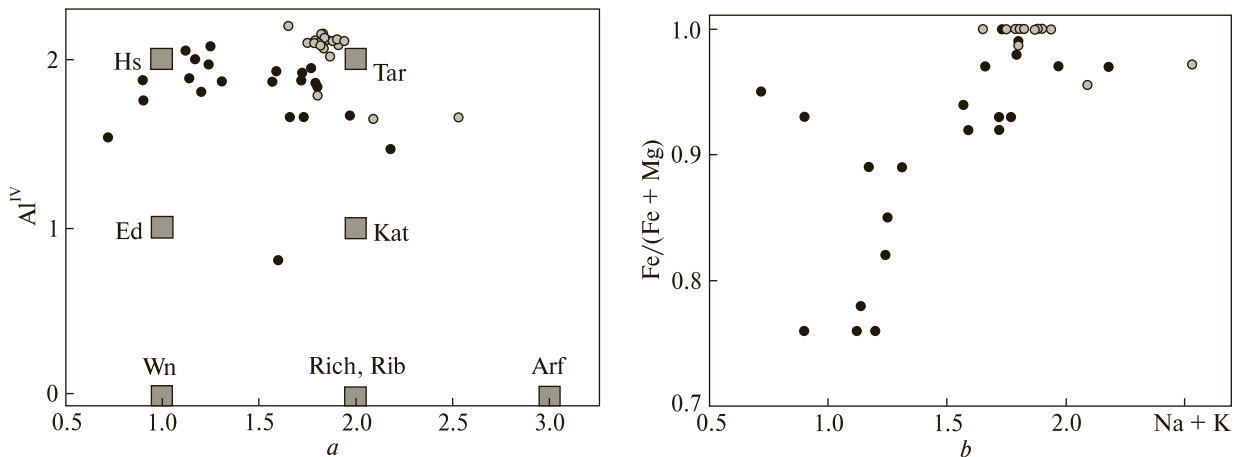 2
1
0
Al^IV
Hs
Tar
Ed
Kat
Wn
Rich, Rib
Arf
0.5 1.0 1.5 2.0 2.5 3.0
a
1.0
0.9
0.8
0.7
Fe/(Fe + Mg)
0.5 1.0 1.5 2.0 Na + K
b